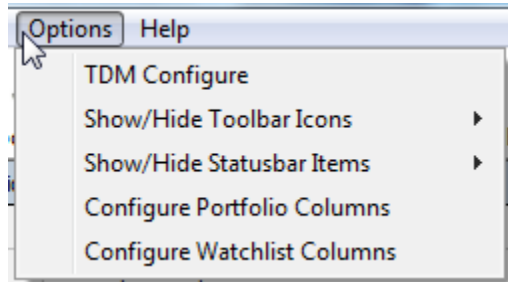 Options Help
TDM Configure
Show/Hide Toolbar Icons
Show/Hide Statusbar Items
Configure Portfolio Columns
Configure Watchlist Columns